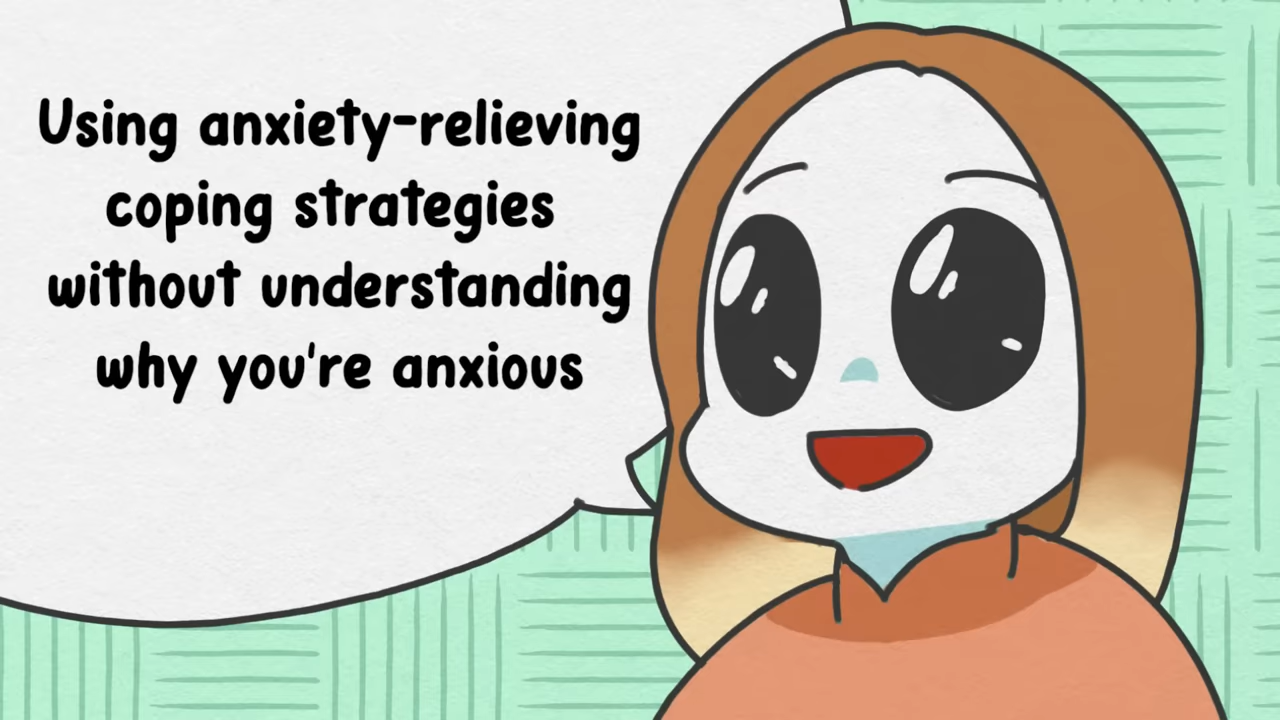 Using anxiety-relieving
coping strategies
without understanding
why you're anxious